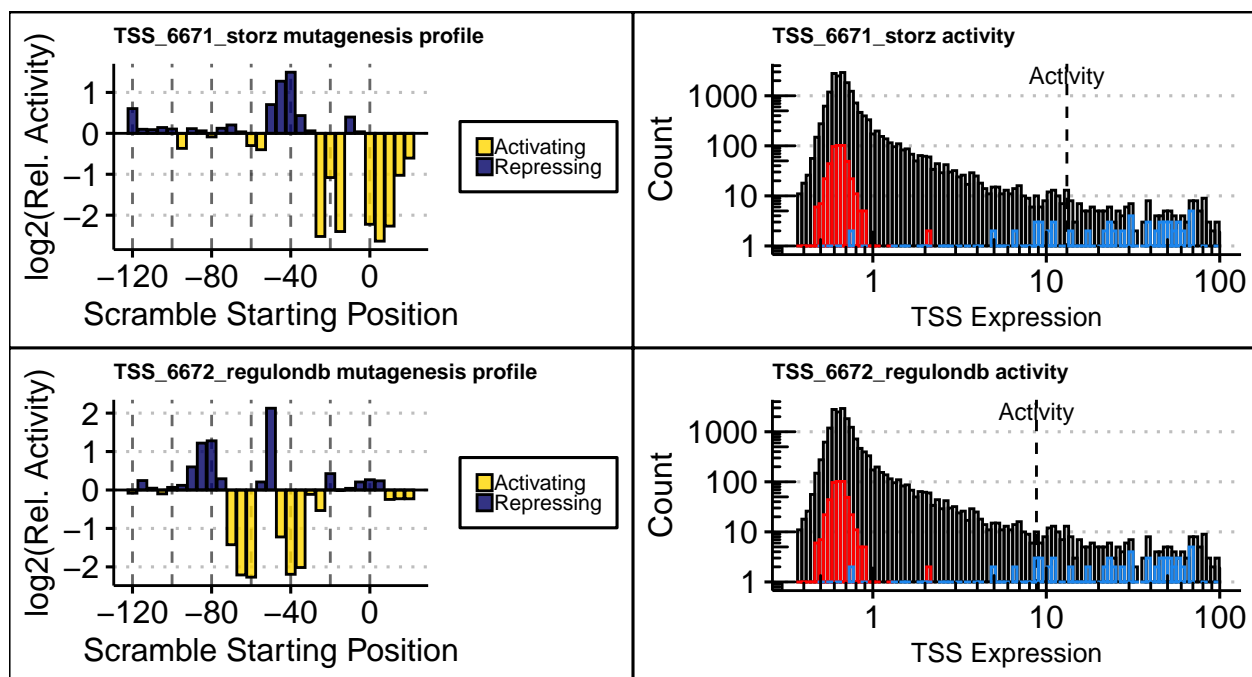 TSS_6671_storz mutagenesis profile
log2(Rel. Activity)
1
0
−1
−2
−120
−80
−40
0
Scramble Starting Position
Activating
Repressing
TSS_6671_storz activity
Activity
Count
1000
100
10
1
1
10
100
TSS Expression
TSS_6672_regulondb mutagenesis profile
log2(Rel. Activity)
2
1
0
−1
−2
−120
−80
−40
0
Scramble Starting Position
Activating
Repressing
TSS_6672_regulondb activity
Activity
Count
1000
100
10
1
1
10
100
TSS Expression